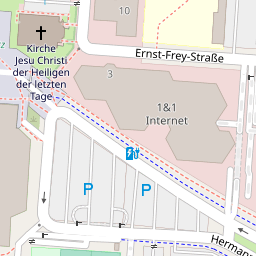 10
Ernst-Frey-Straße
Kirche
Jesu Christi
der Heiligen
der letzten
Tage
3
1&1
Internet
P
P
Herman